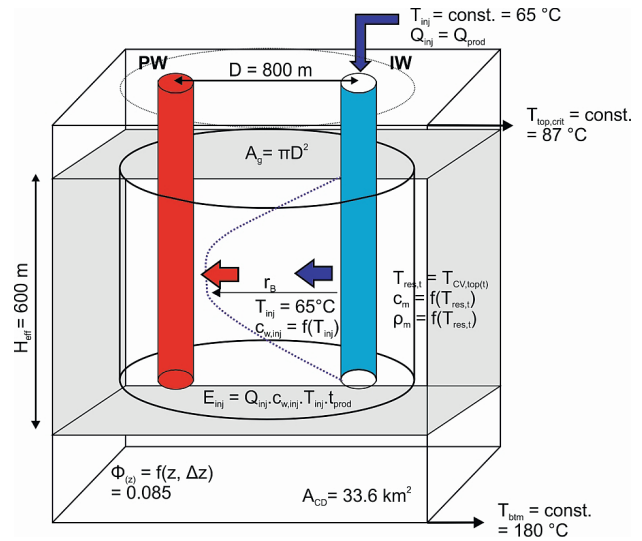 T_inj = const. = 65 °C
Q_inj = Q_prod
PW
IW
D = 800 m
T_top,crit = const.
= 87 °C
A_g = πD²
H_eff = 600 m
r_B
T_inj = 65°C
c_w,inj = f(T_inj)
T_res,t = T_CV,top(t)
c_m = f(T_res,t)
ρ_m = f(T_res,t)
E_inj = Q_inj.c_w,inj.T_inj.t_prod
Φ_(z) = f(z, Δz)
= 0.085
A_CD = 33.6 km²
T_btm = const.
= 180 °C